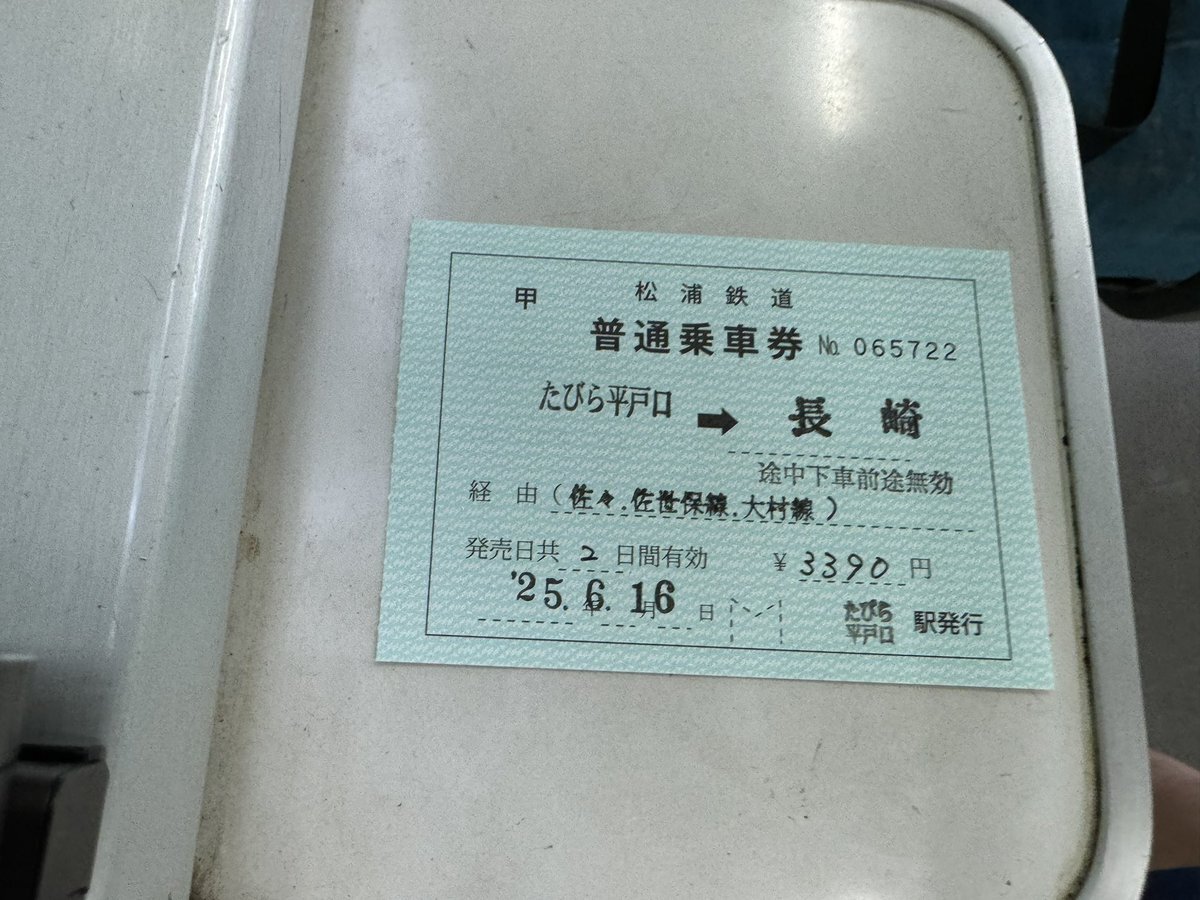 甲 松浦鉄道
普通乗車券 № 065722
たびら平戸口 ➡ 長崎
途中下車前途無効
経由(佐々.佐世保線.大村線)
発売日共 2 日間有効 ¥ 3390 円
'25.6.16 年 月 日
たびら
平戸口 駅発行